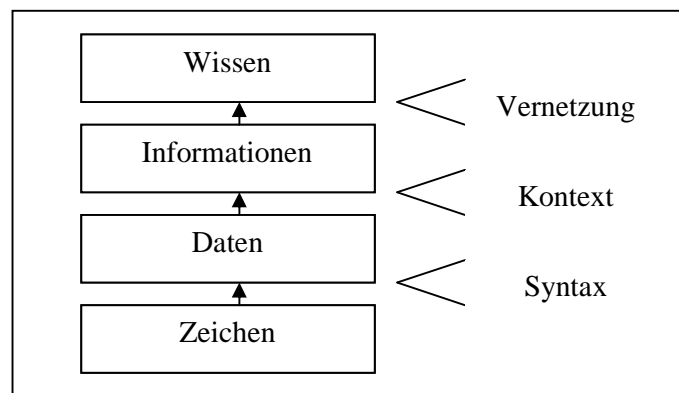 Wissen
Vernetzung
Informationen
Kontext
Daten
Syntax
Zeichen